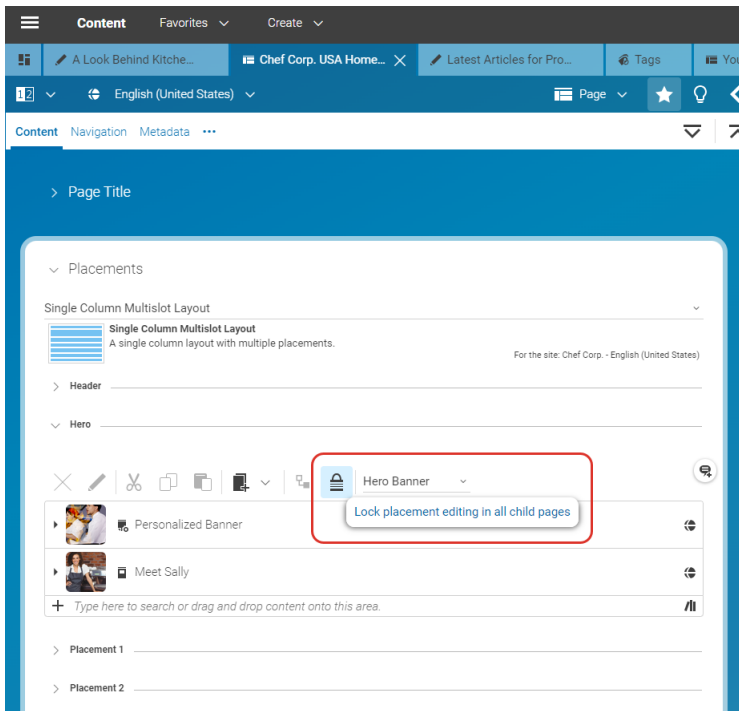 Content Favorites Create
A Look Behind Kitche... Chef Corp. USA Home... Latest Articles for Pro... Tags You
12 English (United States) Page
Content Navigation Metadata ...
Page Title
Placements
Single Column Multislot Layout
Single Column Multislot Layout
A single column layout with multiple placements.
For the site: Chef Corp. - English (United States)
Header
Hero
Hero Banner
Lock placement editing in all child pages
Personalized Banner
Meet Sally
Type here to search or drag and drop content onto this area.
Placement 1
Placement 2